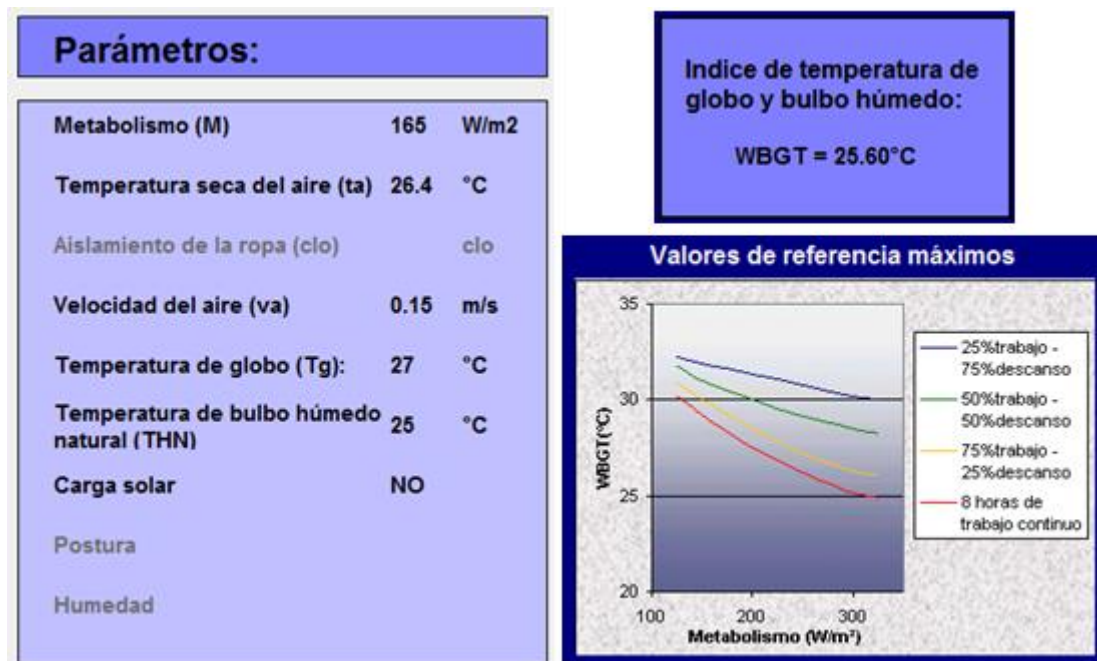 Parámetros:
Metabolismo (M) 165 W/m2
Temperatura seca del aire (ta) 26.4 °C
Aislamiento de la ropa (clo) clo
Velocidad del aire (va) 0.15 m/s
Temperatura de globo (Tg): 27 °C
Temperatura de bulbo húmedo
natural (THN) 25 °C
Carga solar NO
Postura
Humedad
Indice de temperatura de
globo y bulbo húmedo:
WBGT = 25.60°C
Valores de referencia máximos
35
30
25
20
WBGT(°C)
100 200 300
Metabolismo (W/m²)
25%trabajo -
75%descanso
50%trabajo -
50%descanso
75%trabajo -
25%descanso
8 horas de
trabajo continuo